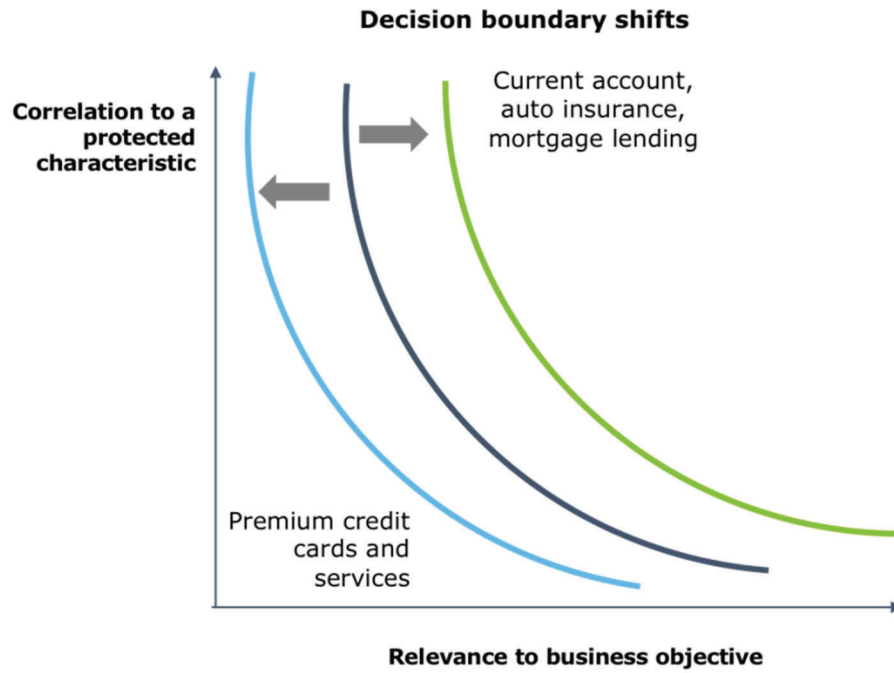 Decision boundary shifts
Correlation to a
protected
characteristic
Current account,
auto insurance,
mortgage lending
Premium credit
cards and
services
Relevance to business objective